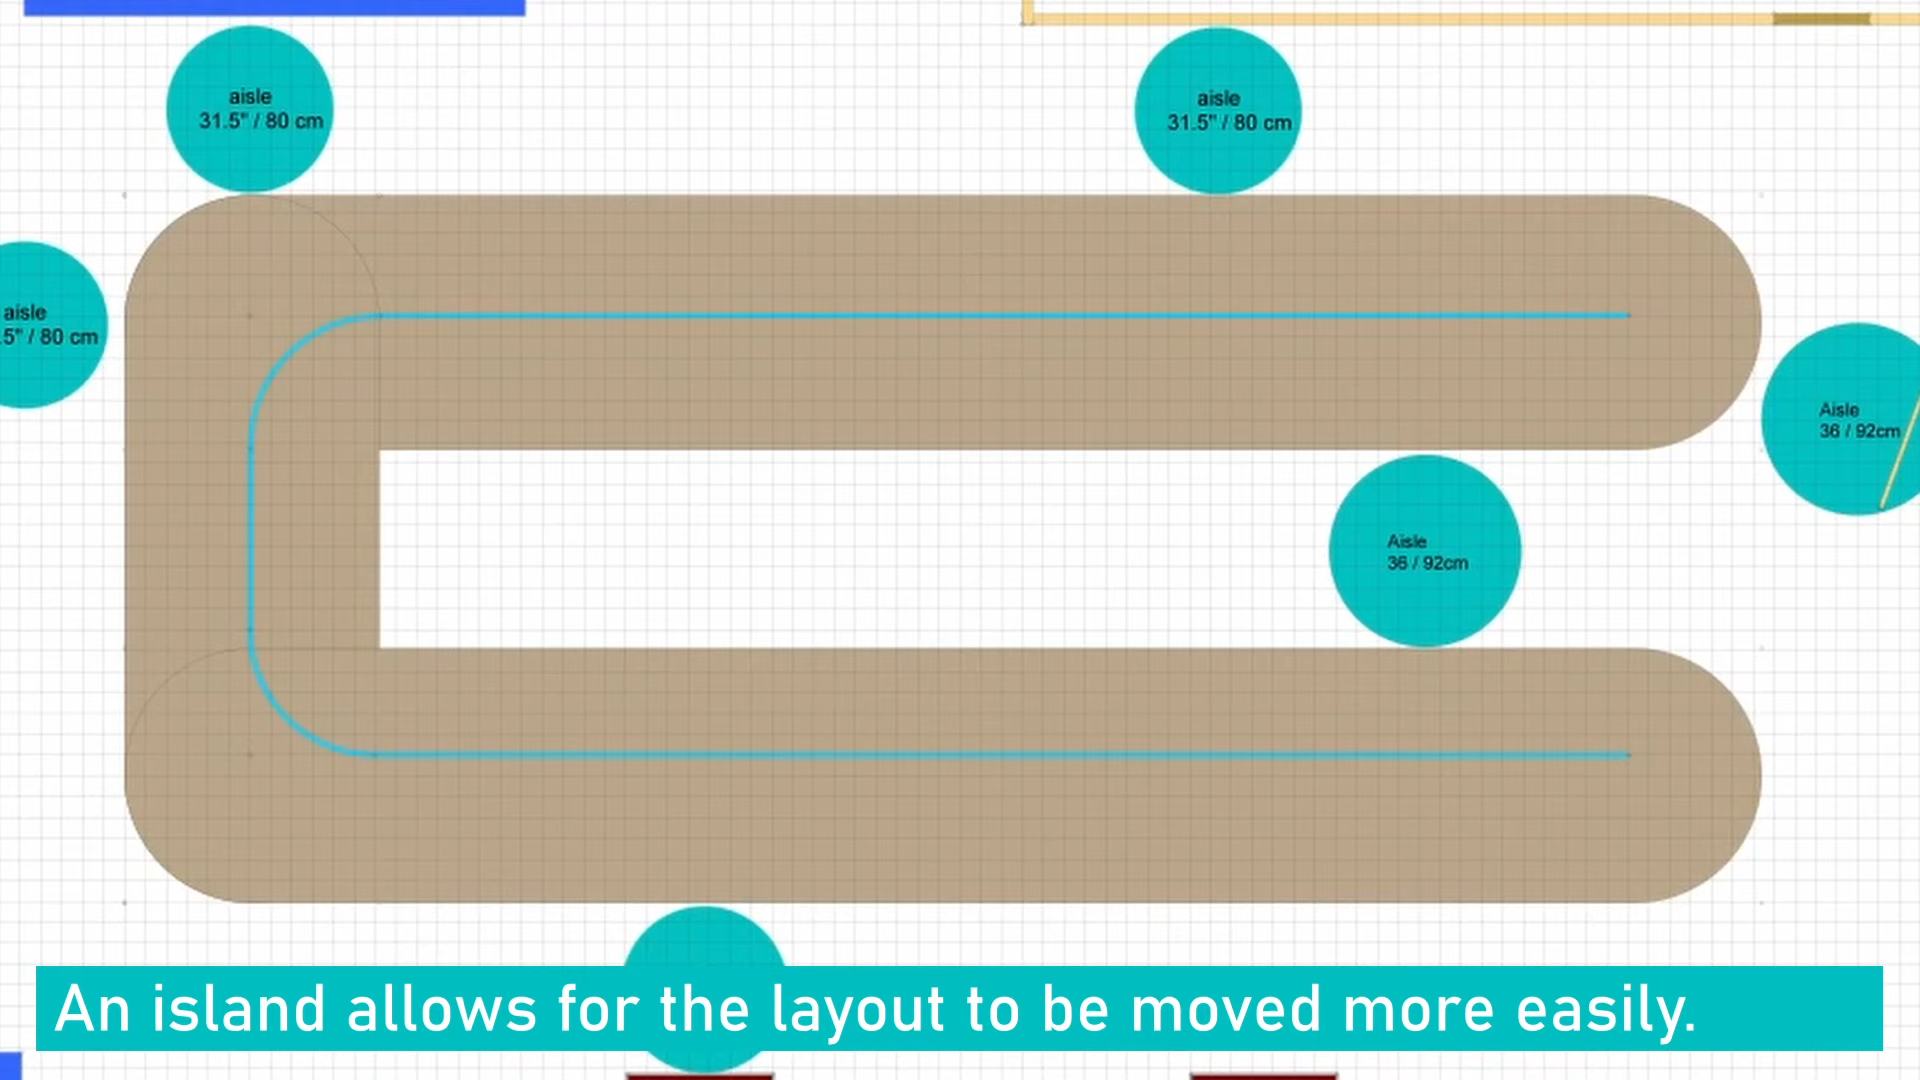 aisle
31.5" / 80 cm
aisle
31.5" / 80 cm
aisle
.5" / 80 cm
Aisle
36 / 92cm
Aisle
36 / 92cm
An island allows for the layout to be moved more easily.